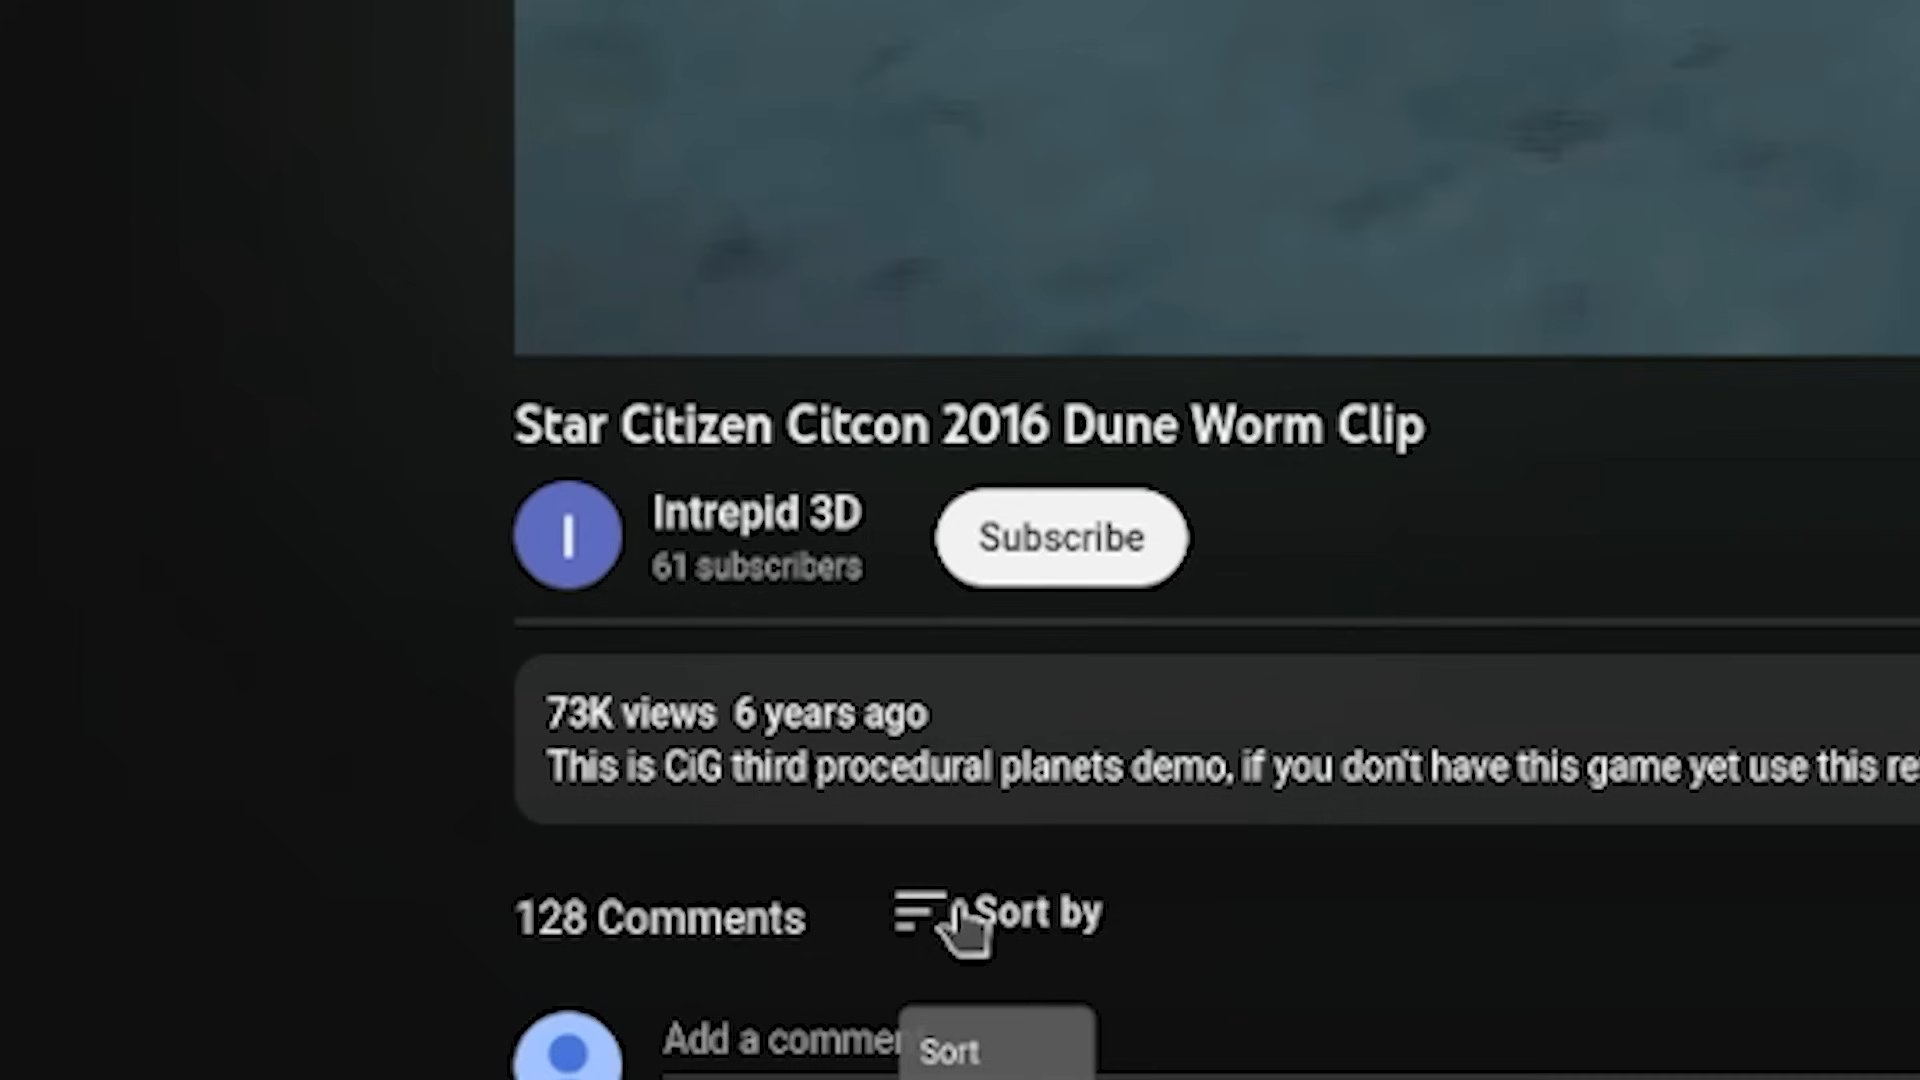 Star Citizen Citcon 2016 Dune Worm Clip
I
Intrepid 3D
61 subscribers
Subscribe
73K views 6 years ago
This is CiG third procedural planets demo, if you don't have this game yet use this
128 Comments
Sort by
Add a
Sort